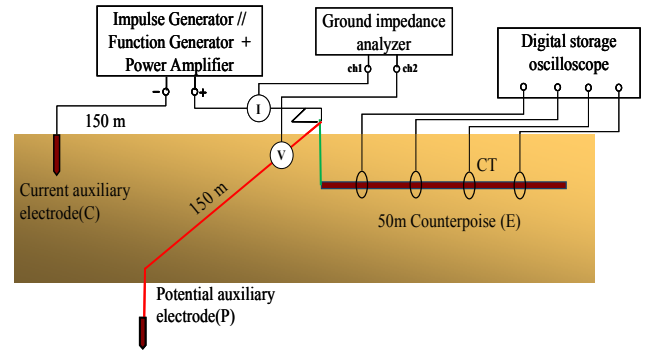 Impulse Generator //
Function Generator +
Power Amplifier
- +
Ground impedance
analyzer
ch1 ch2
Digital storage
oscilloscope
I
150 m
V
CT
150 m
Current auxiliary
electrode(C)
50m Counterpoise (E)
Potential auxiliary
electrode(P)